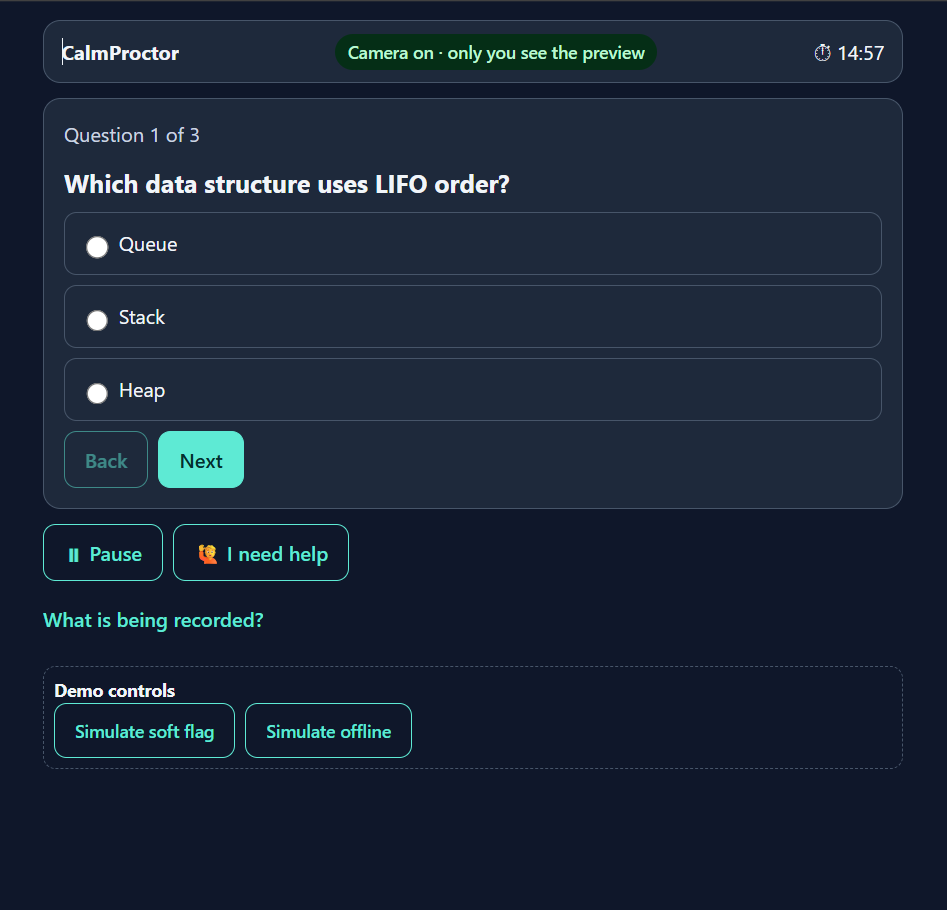 CalmProctor
Camera on · only you see the preview
⏱ 14:57
Question 1 of 3
Which data structure uses LIFO order?
Queue
Stack
Heap
Back
Next
⏸ Pause
🙋 I need help
What is being recorded?
Demo controls
Simulate soft flag
Simulate offline